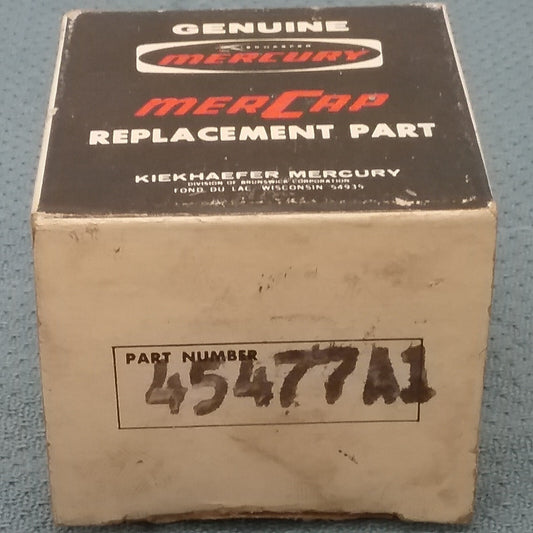 GENUINE
KIEKHAEFER
MERCURY
MERCAP
REPLACEMENT PART
KIEKHAEFER MERCURY
DIVISION OF BRUNSWICK CORPORATION
FOND DU LAC, WISCONSIN 54935
PART NUMBER
45477A1